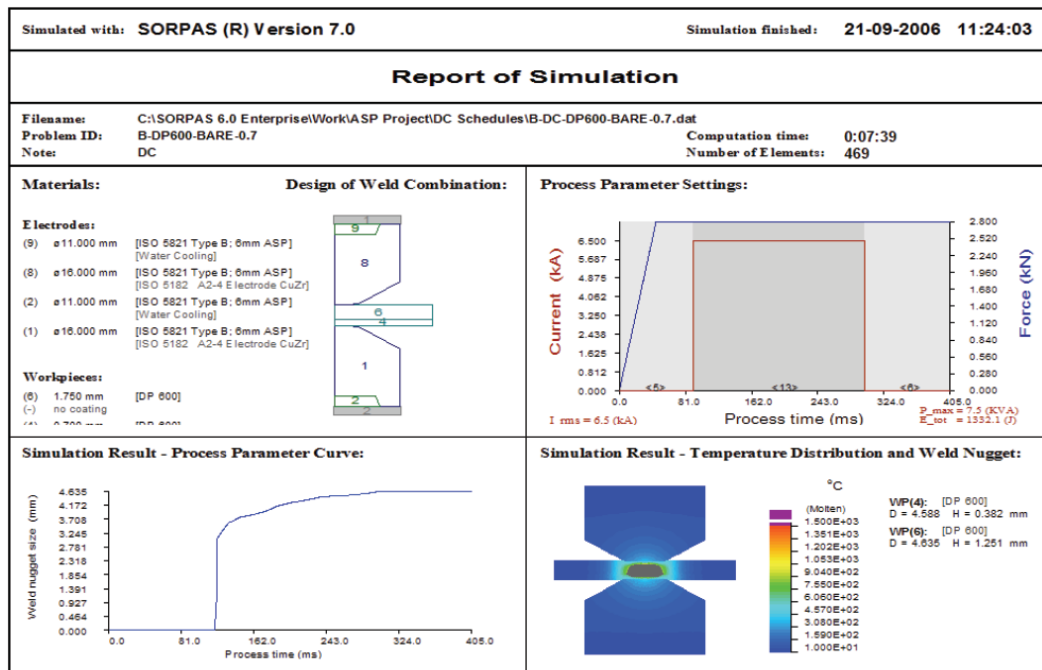 Simulated with: SORPAS (R) Version 7.0
Simulation finished: 21-09-2006 11:24:03
Report of Simulation
Filename: C:\SORPAS 6.0 Enterprise\Work\ASP Project\DC Schedules\B-DC-DP600-BARE-0.7.dat
Problem ID: B-DP600-BARE-0.7
Computation time: 0:07:39
Note: DC
Number of Elements: 469
Materials:
Design of Weld Combination:
Electrodes:
(9) ø11.000 mm [ISO 5821 Type B; 6mm ASP]
[Water Cooling]
(8) ø16.000 mm [ISO 5821 Type B; 6mm ASP]
[ISO 5182 A2-4 Electrode CuZr]
(2) ø11.000 mm [ISO 5821 Type B; 6mm ASP]
[Water Cooling]
(1) ø16.000 mm [ISO 5821 Type B; 6mm ASP]
[ISO 5182 A2-4 Electrode CuZr]
Workpieces:
(6) 1.750 mm [DP 600]
(-) no coating
(4) 0.700 mm [DP 600]
1
9
8
6
4
1
2
2
Process Parameter Settings:
Current (kA)
6.500
5.687
4.875
4.062
3.250
2.438
1.625
0.812
0.000
2.800
2.520
2.240
1.960
1.680
1.400
1.120
0.840
0.560
0.280
0.000
Force (kN)
<5> <13> <6>
0.0 81.0 162.0 243.0 324.0 405.0
Process time (ms)
I rms = 6.5 (kA)
P_max = 7.5 (KVA)
E_tot = 1332.1 (J)
Simulation Result - Process Parameter Curve:
Weld nugget size (mm)
4.635
4.172
3.708
3.245
2.781
2.318
1.854
1.391
0.927
0.464
0.000
0.0 81.0 162.0 243.0 324.0 405.0
Process time (ms)
Simulation Result - Temperature Distribution and Weld Nugget:
°C
(Molten)
1.500E+03
1.351E+03
1.202E+03
1.053E+03
9.040E+02
7.550E+02
6.060E+02
4.570E+02
3.080E+02
1.590E+02
1.000E+01
WP(4): [DP 600]
D = 4.588 H = 0.382 mm
WP(6): [DP 600]
D = 4.635 H = 1.251 mm